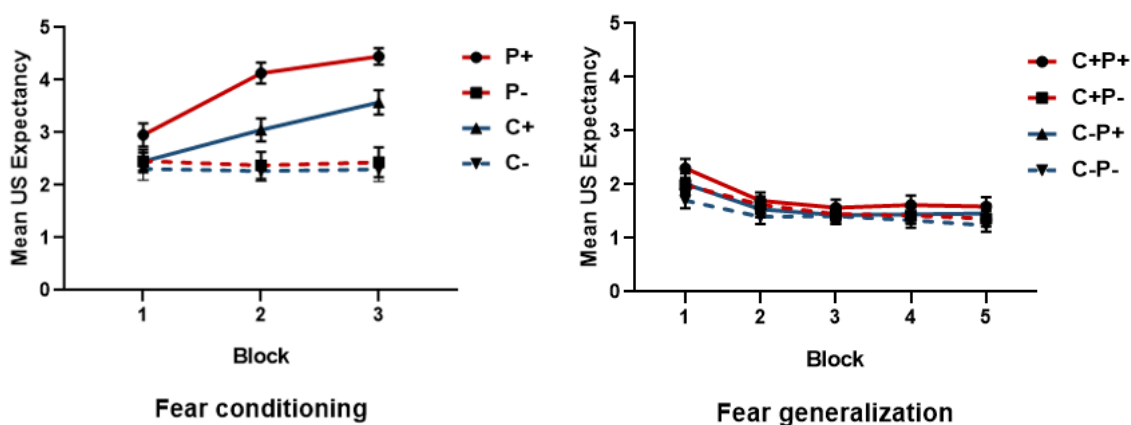 Mean US Expectancy
5
4
3
2
1
0
1 2 3
Block
Fear conditioning
P+
P-
C+
C-
Mean US Expectancy
5
4
3
2
1
0
1 2 3 4 5
Block
Fear generalization
C+P+
C+P-
C-P+
C-P-